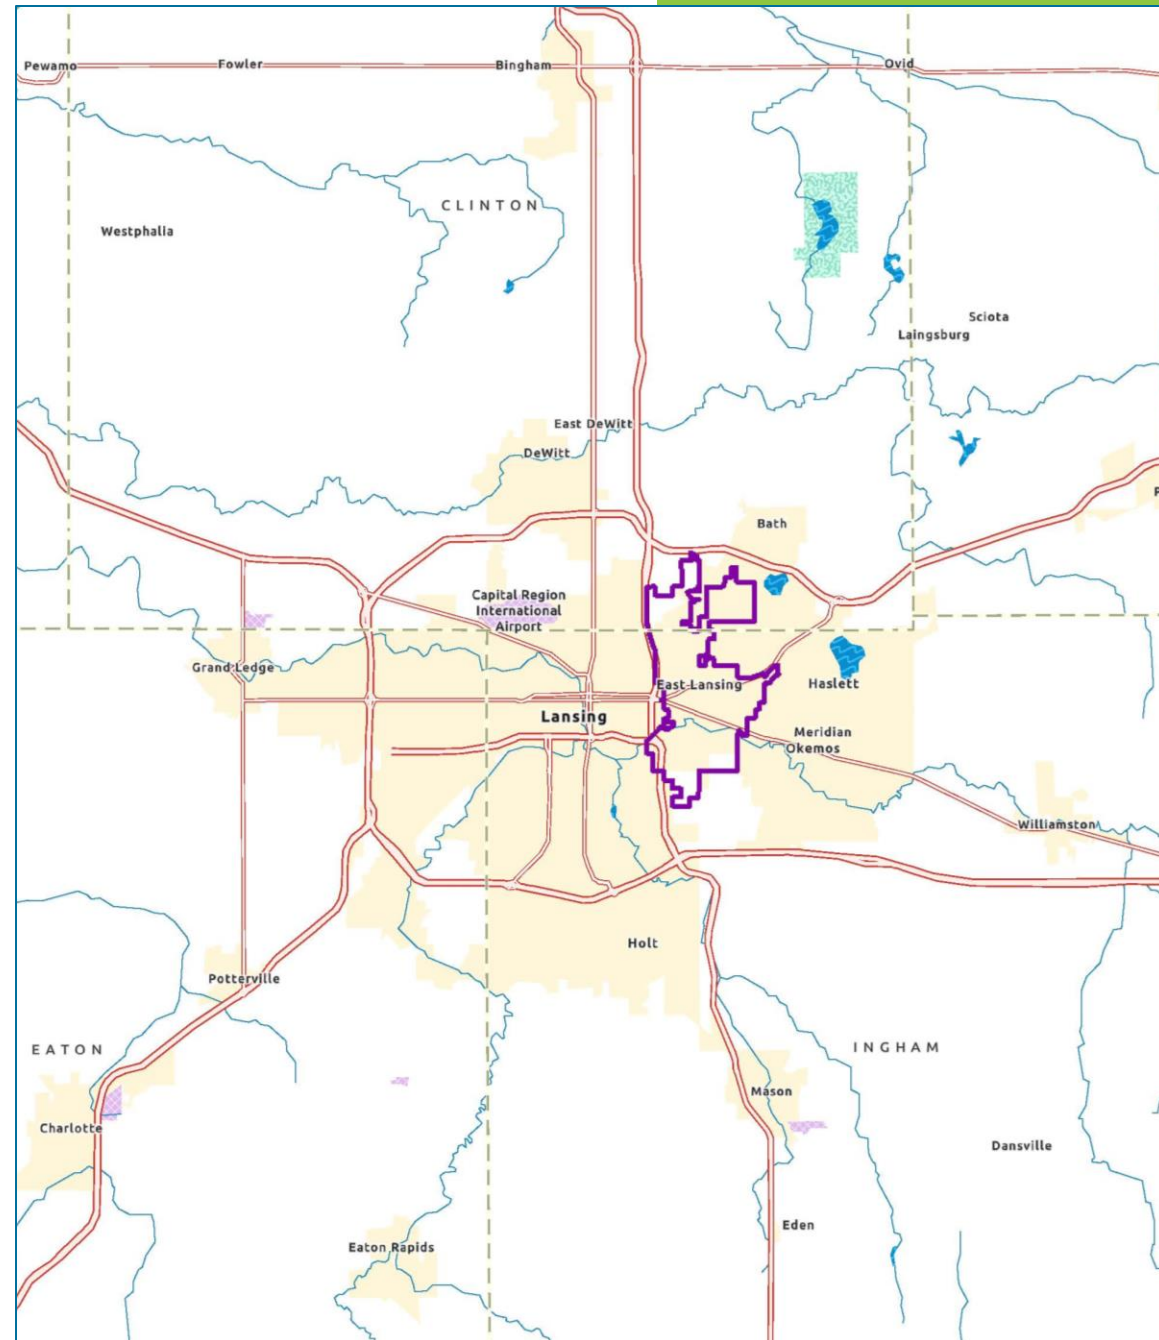 Pewamo
Fowler
Bingham
Ovid
CLINTON
Westphalia
Sciota
Laingsburg
East DeWitt
DeWitt
Bath
Capital Region
International
Airport
Grand Ledge
East Lansing
Haslett
Lansing
Meridian
Okemos
Williamston
Holt
Potterville
EATON
INGHAM
Mason
Charlotte
Dansville
Eden
Eaton Rapids